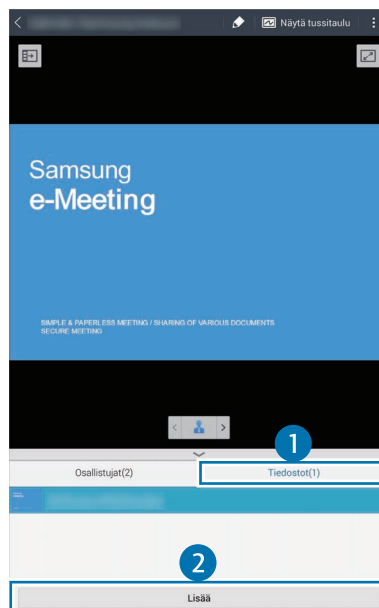 Näytä tussitaulu
Samsung
e-Meeting
SIMPLE & PAPERLESS MEETING / SHARING OF VARIOUS DOCUMENTS
SECURE MEETING
1
Osallistujat(2)
Tiedostot(1)
2
Lisää